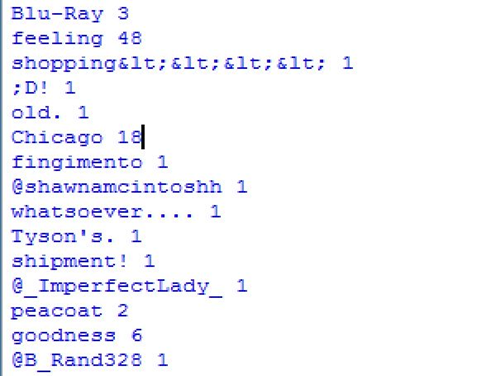 Blu-Ray 3
feeling 48
shopping&lt;&lt;&lt;&lt; 1
;D! 1
old. 1
Chicago 18
fingimento 1
@shawnamcintoshh 1
whatsoever.... 1
Tyson's. 1
shipment! 1
@_ImperfectLady_ 1
peacoat 2
goodness 6
@B_Rand328 1